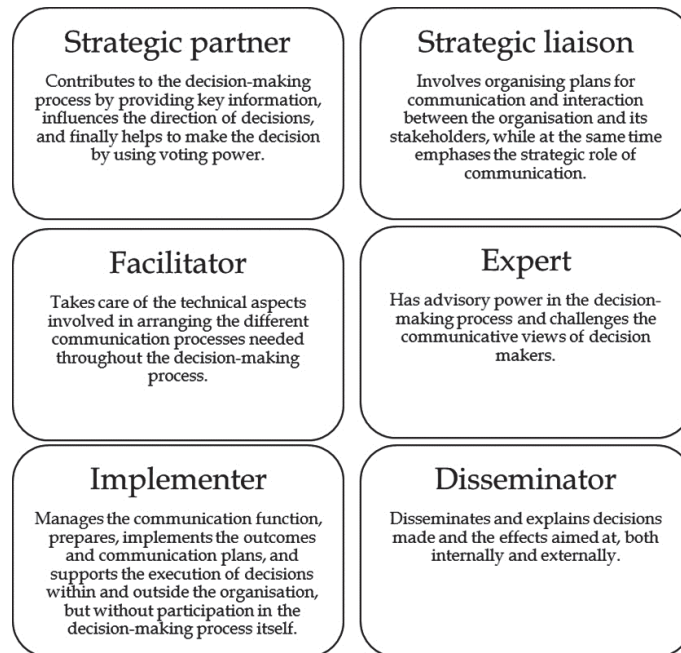 Strategic partner
Contributes to the decision-making
process by providing key information,
influences the direction of decisions,
and finally helps to make the decision
by using voting power.
Strategic liaison
Involves organising plans for
communication and interaction
between the organisation and its
stakeholders, while at the same time
emphases the strategic role of
communication.
Facilitator
Takes care of the technical aspects
involved in arranging the different
communication processes needed
throughout the decision-making
process.
Expert
Has advisory power in the decision-
making process and challenges the
communicative views of decision
makers.
Implementer
Manages the communication function,
prepares, implements the outcomes
and communication plans, and
supports the execution of decisions
within and outside the organisation,
but without participation in the
decision-making process itself.
Disseminator
Disseminates and explains decisions
made and the effects aimed at, both
internally and externally.